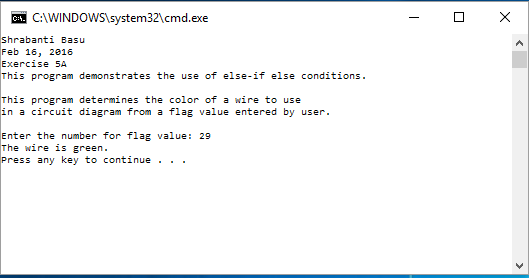 C:\WINDOWS\system32\cmd.exe
Shrabanti Basu
Feb 16, 2016
Exercise 5A
This program demonstrates the use of else-if else conditions.
This program determines the color of a wire to use
in a circuit diagram from a flag value entered by user.
Enter the number for flag value: 29
The wire is green.
Press any key to continue . . .